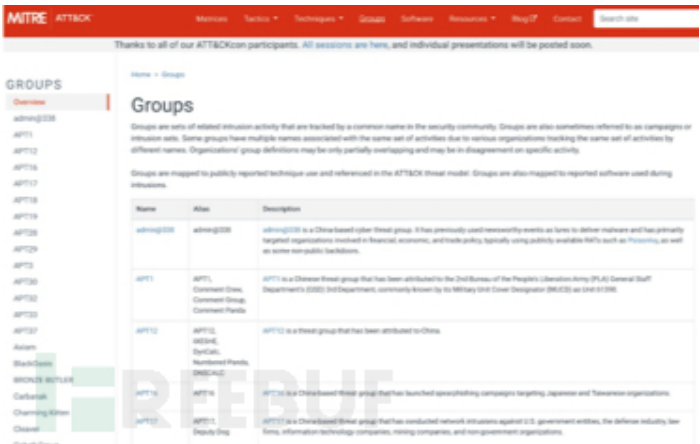 MITRE ATT&CK
Matrices Tactics Techniques Groups Software Resources Blog Contact Search site
Thanks to all of our ATT&CKcon participants. All sessions are here, and individual presentations will be posted soon.
Home > Groups
GROUPS
Overview
admin@338
APT1
APT12
APT16
APT17
APT18
APT19
APT28
APT29
APT3
APT30
APT32
APT33
APT37
Axiom
BlackOasis
BRONZE BUTLER
Carbanak
Charming Kitten
Cleaver
Groups
Groups are sets of related intrusion activity that are tracked by a common name in the security community. Groups are also sometimes referred to as campaigns or
intrusion sets. Some groups have multiple names associated with the same set of activities due to various organizations tracking the same set of activities by
different names. Organizations' group definitions may be only partially overlapping and may be in disagreement on specific activity.
Groups are mapped to publicly reported technique use and referenced in the ATT&CK threat model. Groups are also mapped to reported software used during
intrusions.
Name Alias Description
admin@338 admin@338 admin@338 is a China-based cyber threat group. It has previously used newsworthy events as lures to deliver malware and has primarily
targeted organizations involved in financial, economic, and trade policy, typically using publicly available RATs such as PoisonIvy, as well
as some non-public backdoors.
APT1 APT1, APT1 is a Chinese threat group that has been attributed to the 2nd Bureau of the People's Liberation Army (PLA) General Staff
Comment Crew, Department's (GSD) 3rd Department, commonly known by its Military Unit Cover Designator (MUCD) as Unit 61398.
Comment Group,
Comment Panda
APT12 APT12, APT12 is a threat group that has been attributed to China.
IXESHE,
DynCalc,
Numbered Panda,
DNSCALC
APT16 APT16 APT16 is a China-based threat group that has launched spearphishing campaigns targeting Japanese and Taiwanese organizations.
APT17 APT17, APT17 is a China-based threat group that has conducted network intrusions against U.S. government entities, the defense industry, law
Deputy Dog firms, information technology companies, mining companies, and non-government organizations.
FREEBUF